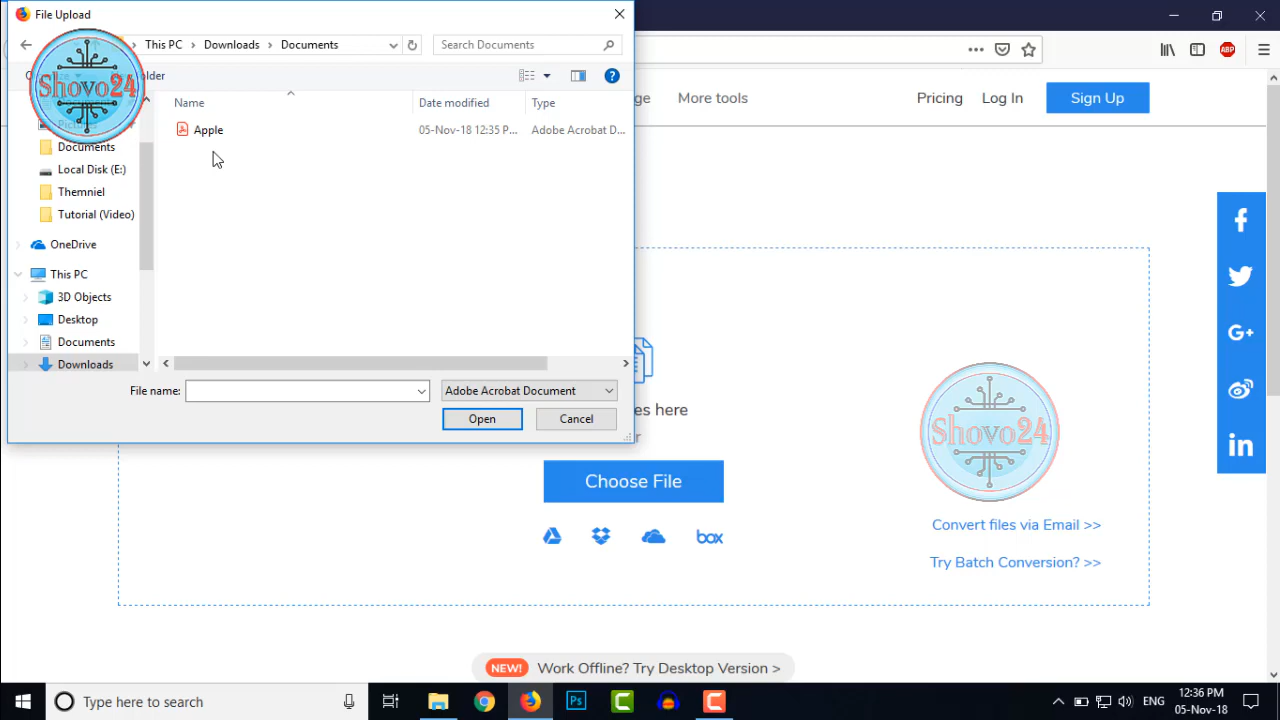 File Upload
This PC > Downloads > Documents
Search Documents
older
Name
Date modified
Type
Apple
05-Nov-18 12:35 P...
Adobe Acrobat D...
Shovo24
Documents
Local Disk (E:)
Themniel
Tutorial (Video)
OneDrive
This PC
3D Objects
Desktop
Documents
Downloads
File name:
Adobe Acrobat Document
Open
Cancel
ABP
ge
More tools
Pricing
Log In
Sign Up
es here
r
Choose File
box
Shovo24
Convert files via Email >>
Try Batch Conversion? >>
NEW! Work Offline? Try Desktop Version >
Type here to search
Ps
ENG
12:36 PM
05-Nov-18